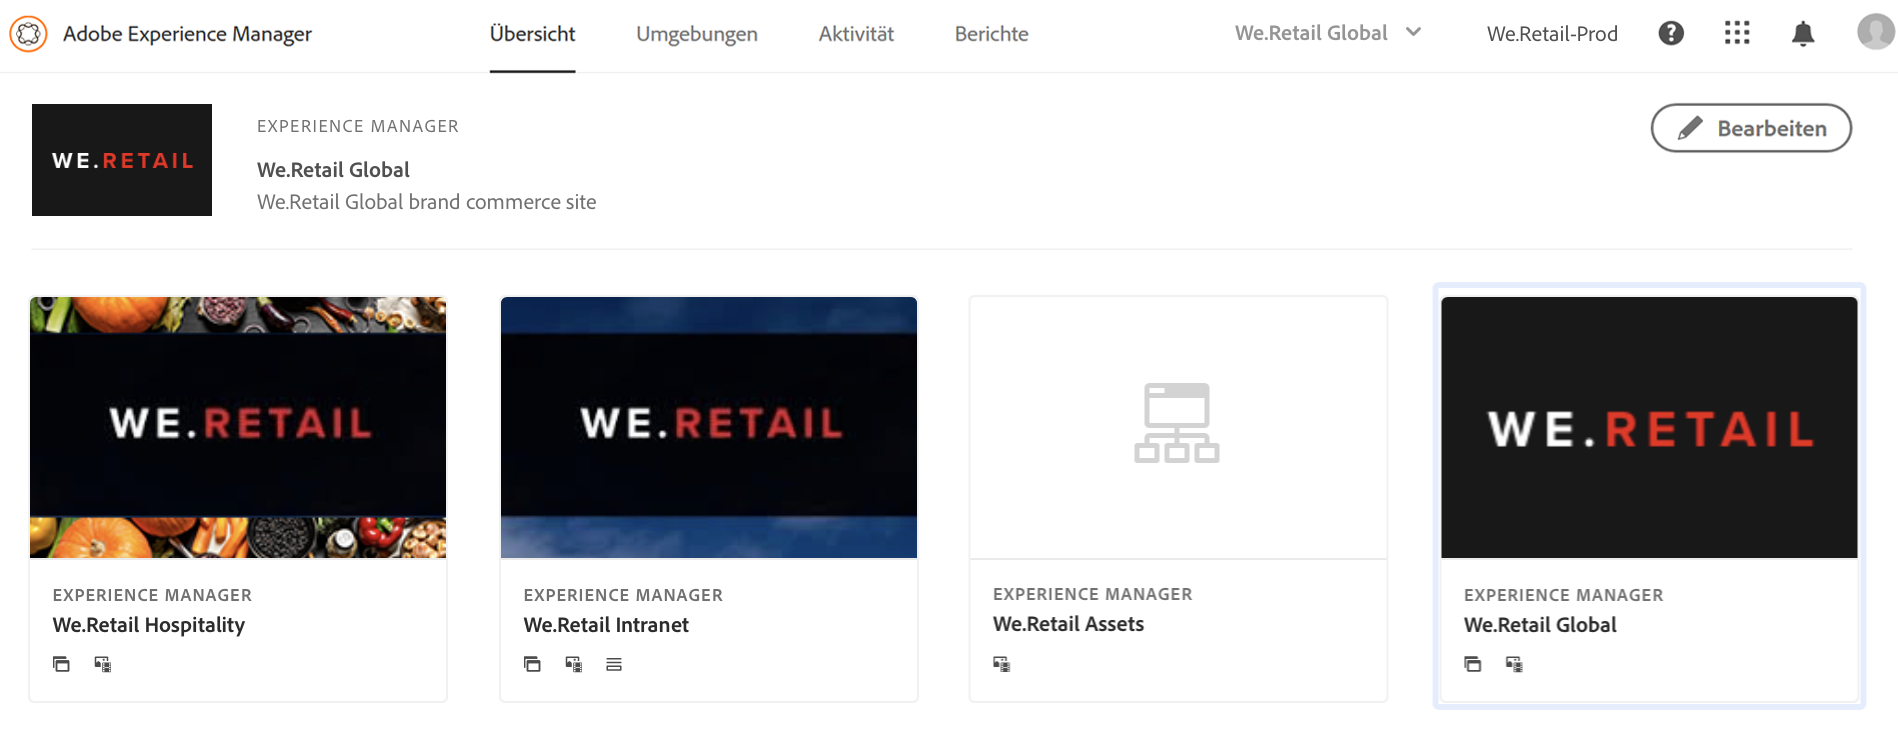 Adobe Experience Manager
Übersicht
Umgebungen
Aktivität
Berichte
We.Retail Global
We.Retail-Prod
WE.RETAIL
EXPERIENCE MANAGER
We.Retail Global
We.Retail Global brand commerce site
Bearbeiten
WE.RETAIL
EXPERIENCE MANAGER
We.Retail Hospitality
WE.RETAIL
EXPERIENCE MANAGER
We.Retail Intranet
EXPERIENCE MANAGER
We.Retail Assets
WE.RETAIL
EXPERIENCE MANAGER
We.Retail Global